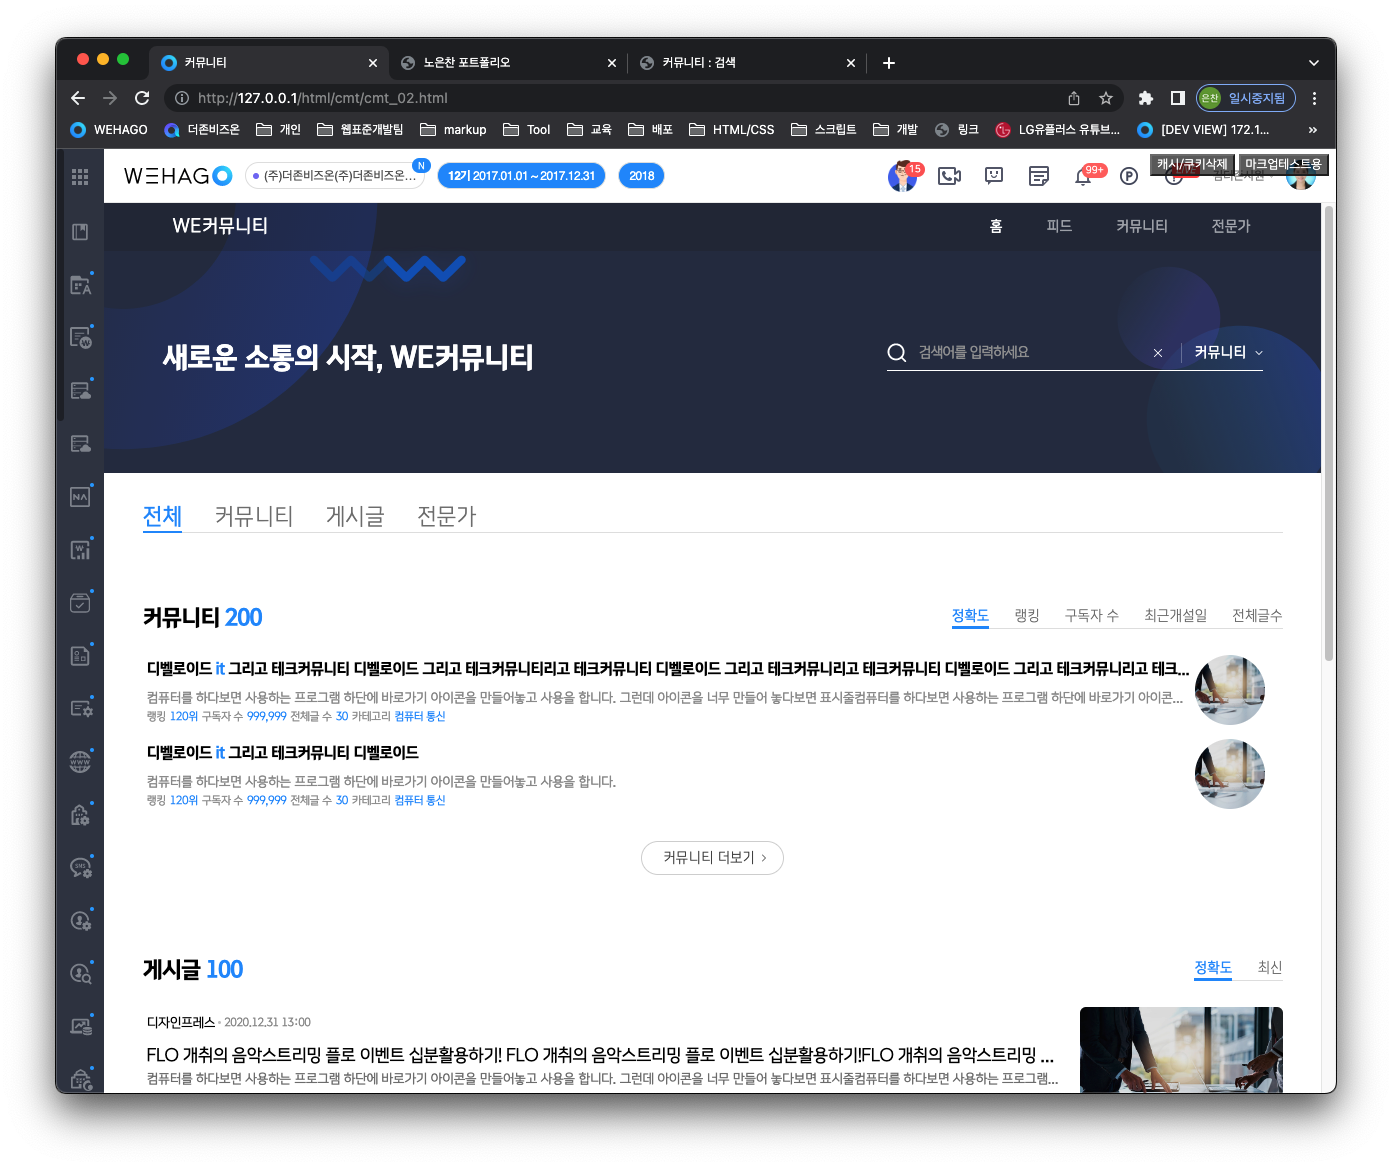 커뮤니티
노은찬 포트폴리오
커뮤니티 : 검색
http://127.0.0.1/html/cmt/cmt_02.html
은찬 일시중지됨
WEHAGO 더존비즈온 개인 웹표준개발팀 markup Tool 교육 배포 HTML/CSS 스크립트 개발 링크 LG유플러스 유튜브... [DEV VIEW] 172.1... »
WEHAGO
(주)더존비즈온(주)더존비즈온... N
12기 2017.01.01 ~ 2017.12.31
2018
15
99+
캐시/쿠키삭제 마크업테스트용
WE커뮤니티
홈 피드 커뮤니티 전문가
새로운 소통의 시작, WE커뮤니티
검색어를 입력하세요
커뮤니티
전체 커뮤니티 게시글 전문가
커뮤니티 200
정확도 랭킹 구독자 수 최근개설일 전체글수
디벨로이드 it 그리고 테크커뮤니티 디벨로이드 그리고 테크커뮤니티리고 테크커뮤니티 디벨로이드 그리고 테크커뮤니리고 테크커뮤니티 디벨로이드 그리고 테크커뮤니리고 테크...
컴퓨터를 하다보면 사용하는 프로그램 하단에 바로가기 아이콘을 만들어놓고 사용을 합니다. 그런데 아이콘을 너무 만들어 놓다보면 표시줄컴퓨터를 하다보면 사용하는 프로그램 하단에 바로가기 아이콘...
랭킹 120위 구독자 수 999,999 전체글 수 30 카테고리 컴퓨터 통신
디벨로이드 it 그리고 테크커뮤니티 디벨로이드
컴퓨터를 하다보면 사용하는 프로그램 하단에 바로가기 아이콘을 만들어놓고 사용을 합니다.
랭킹 120위 구독자 수 999,999 전체글 수 30 카테고리 컴퓨터 통신
커뮤니티 더보기
게시글 100
정확도 최신
디자인프레스 • 2020.12.31 13:00
FLO 개취의 음악스트리밍 플로 이벤트 십분활용하기! FLO 개취의 음악스트리밍 플로 이벤트 십분활용하기!FLO 개취의 음악스트리밍 ...
컴퓨터를 하다보면 사용하는 프로그램 하단에 바로가기 아이콘을 만들어놓고 사용을 합니다. 그런데 아이콘을 너무 만들어 놓다보면 표시줄컴퓨터를 하다보면 사용하는 프로그램...